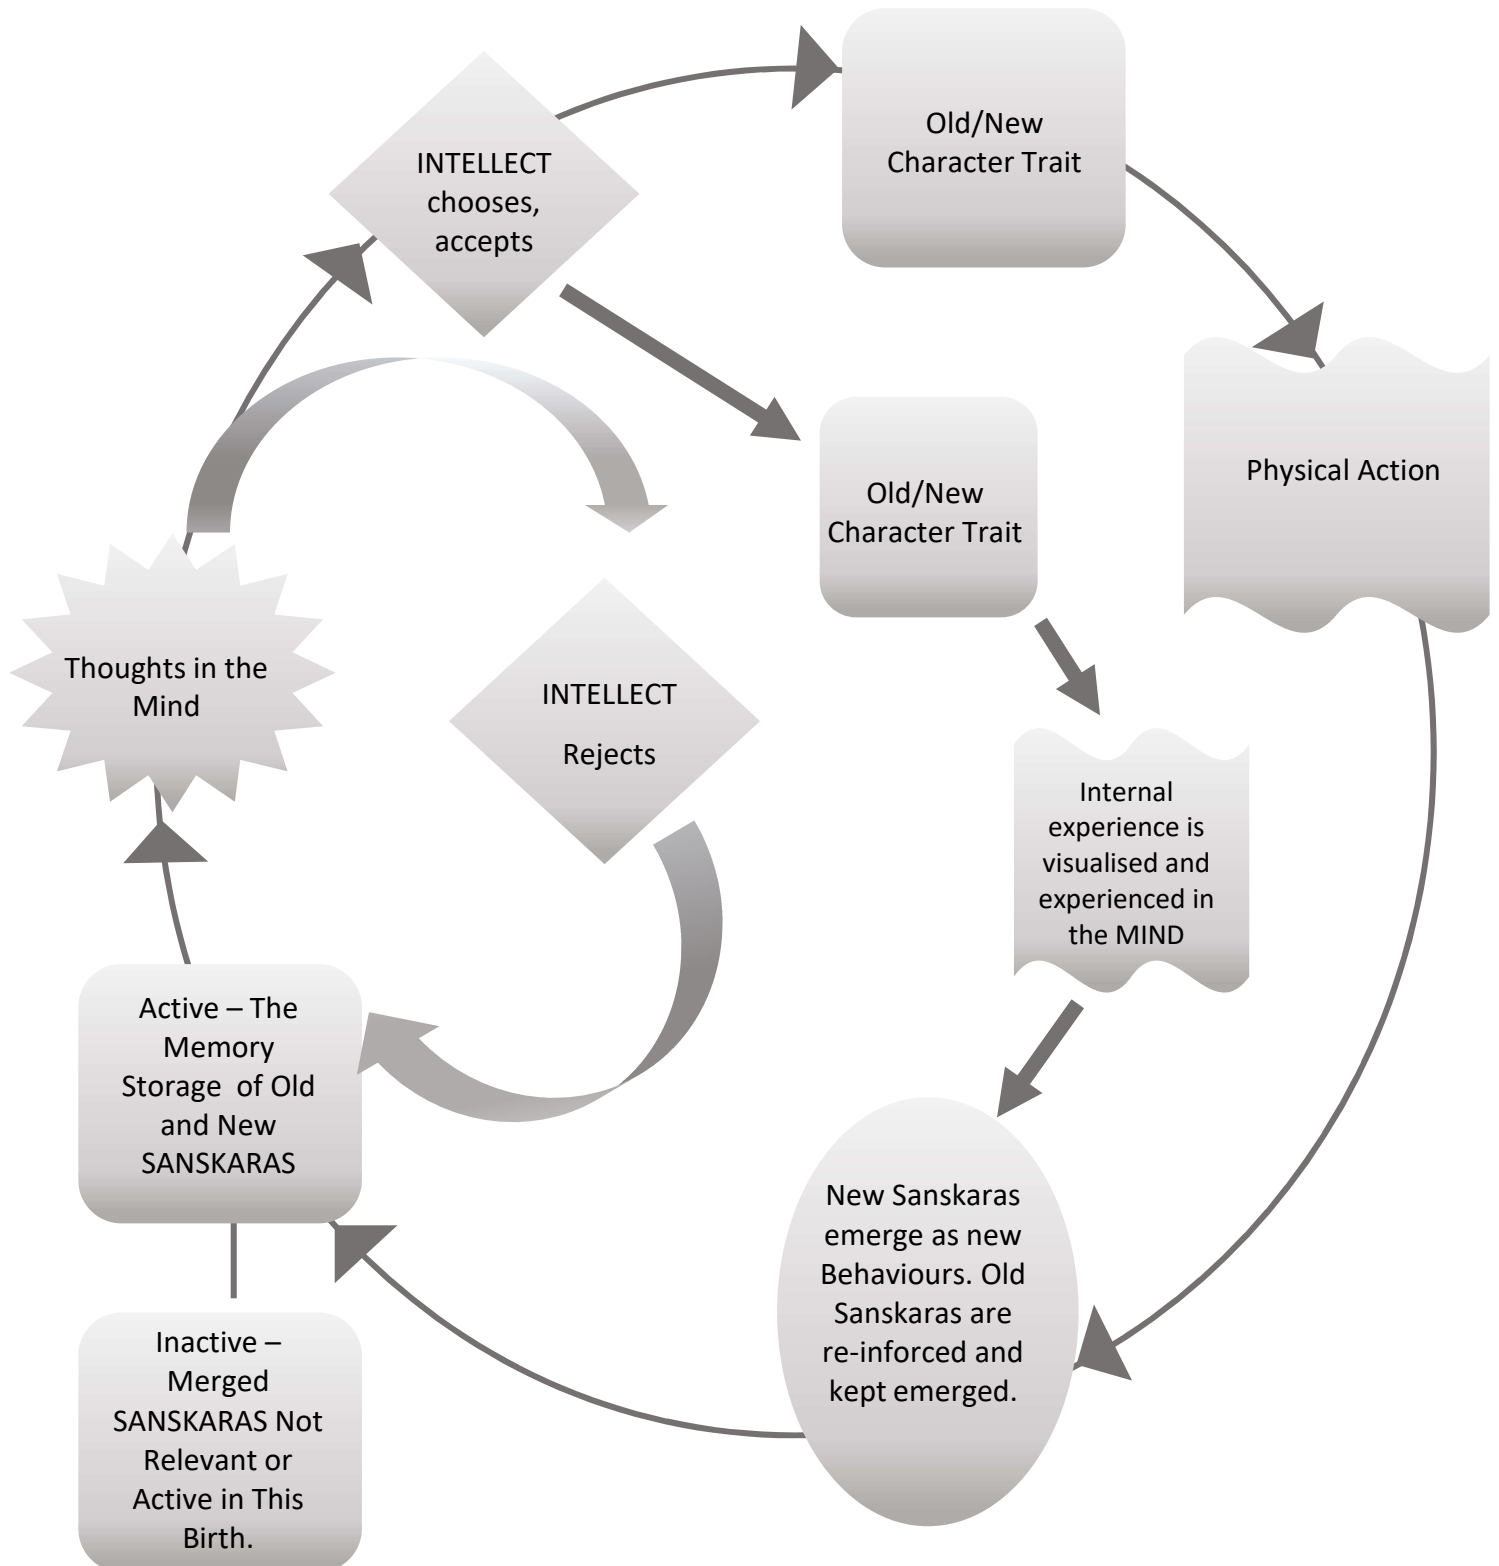 INTELLECT
chooses,
accepts
Old/New
Character Trait
Physical Action
Old/New
Character Trait
Thoughts in the
Mind
INTELLECT
Rejects
Internal
experience is
visualised and
experienced in
the MIND
Active – The
Memory
Storage of Old
and New
SANSKARAS
New Sanskaras
emerge as new
Behaviours. Old
Sanskaras are
re-inforced and
kept emerged.
Inactive –
Merged
SANSKARAS Not
Relevant or
Active in This
Birth.